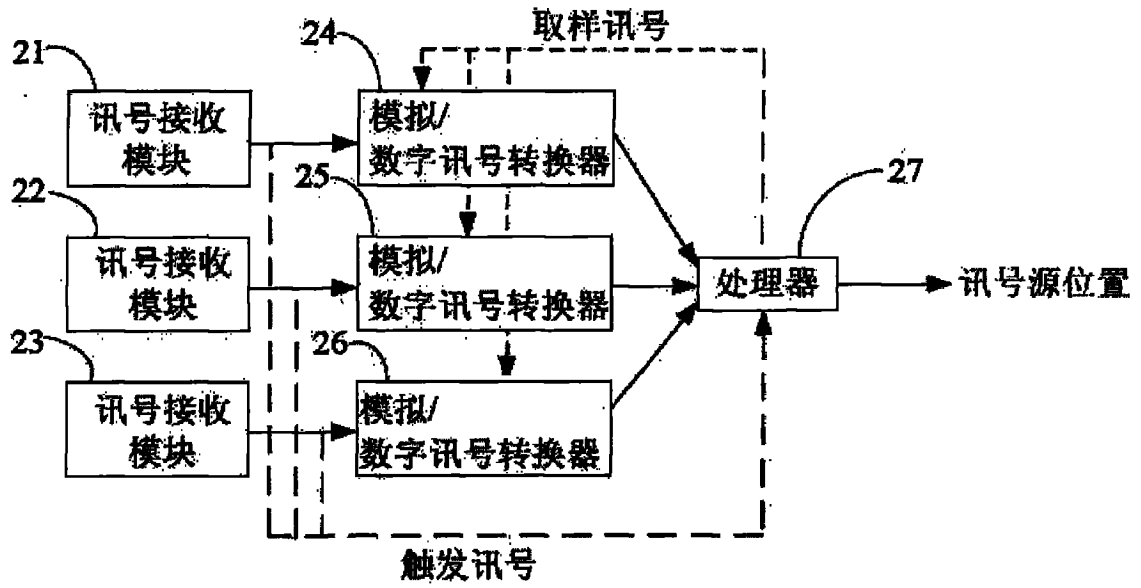 取样讯号
21
24
讯号接收
模块
模拟/
数字讯号转换器
22
25
27
讯号接收
模块
模拟/
数字讯号转换器
处理器
讯号源位置
23
26
讯号接收
模块
模拟/
数字讯号转换器
触发讯号